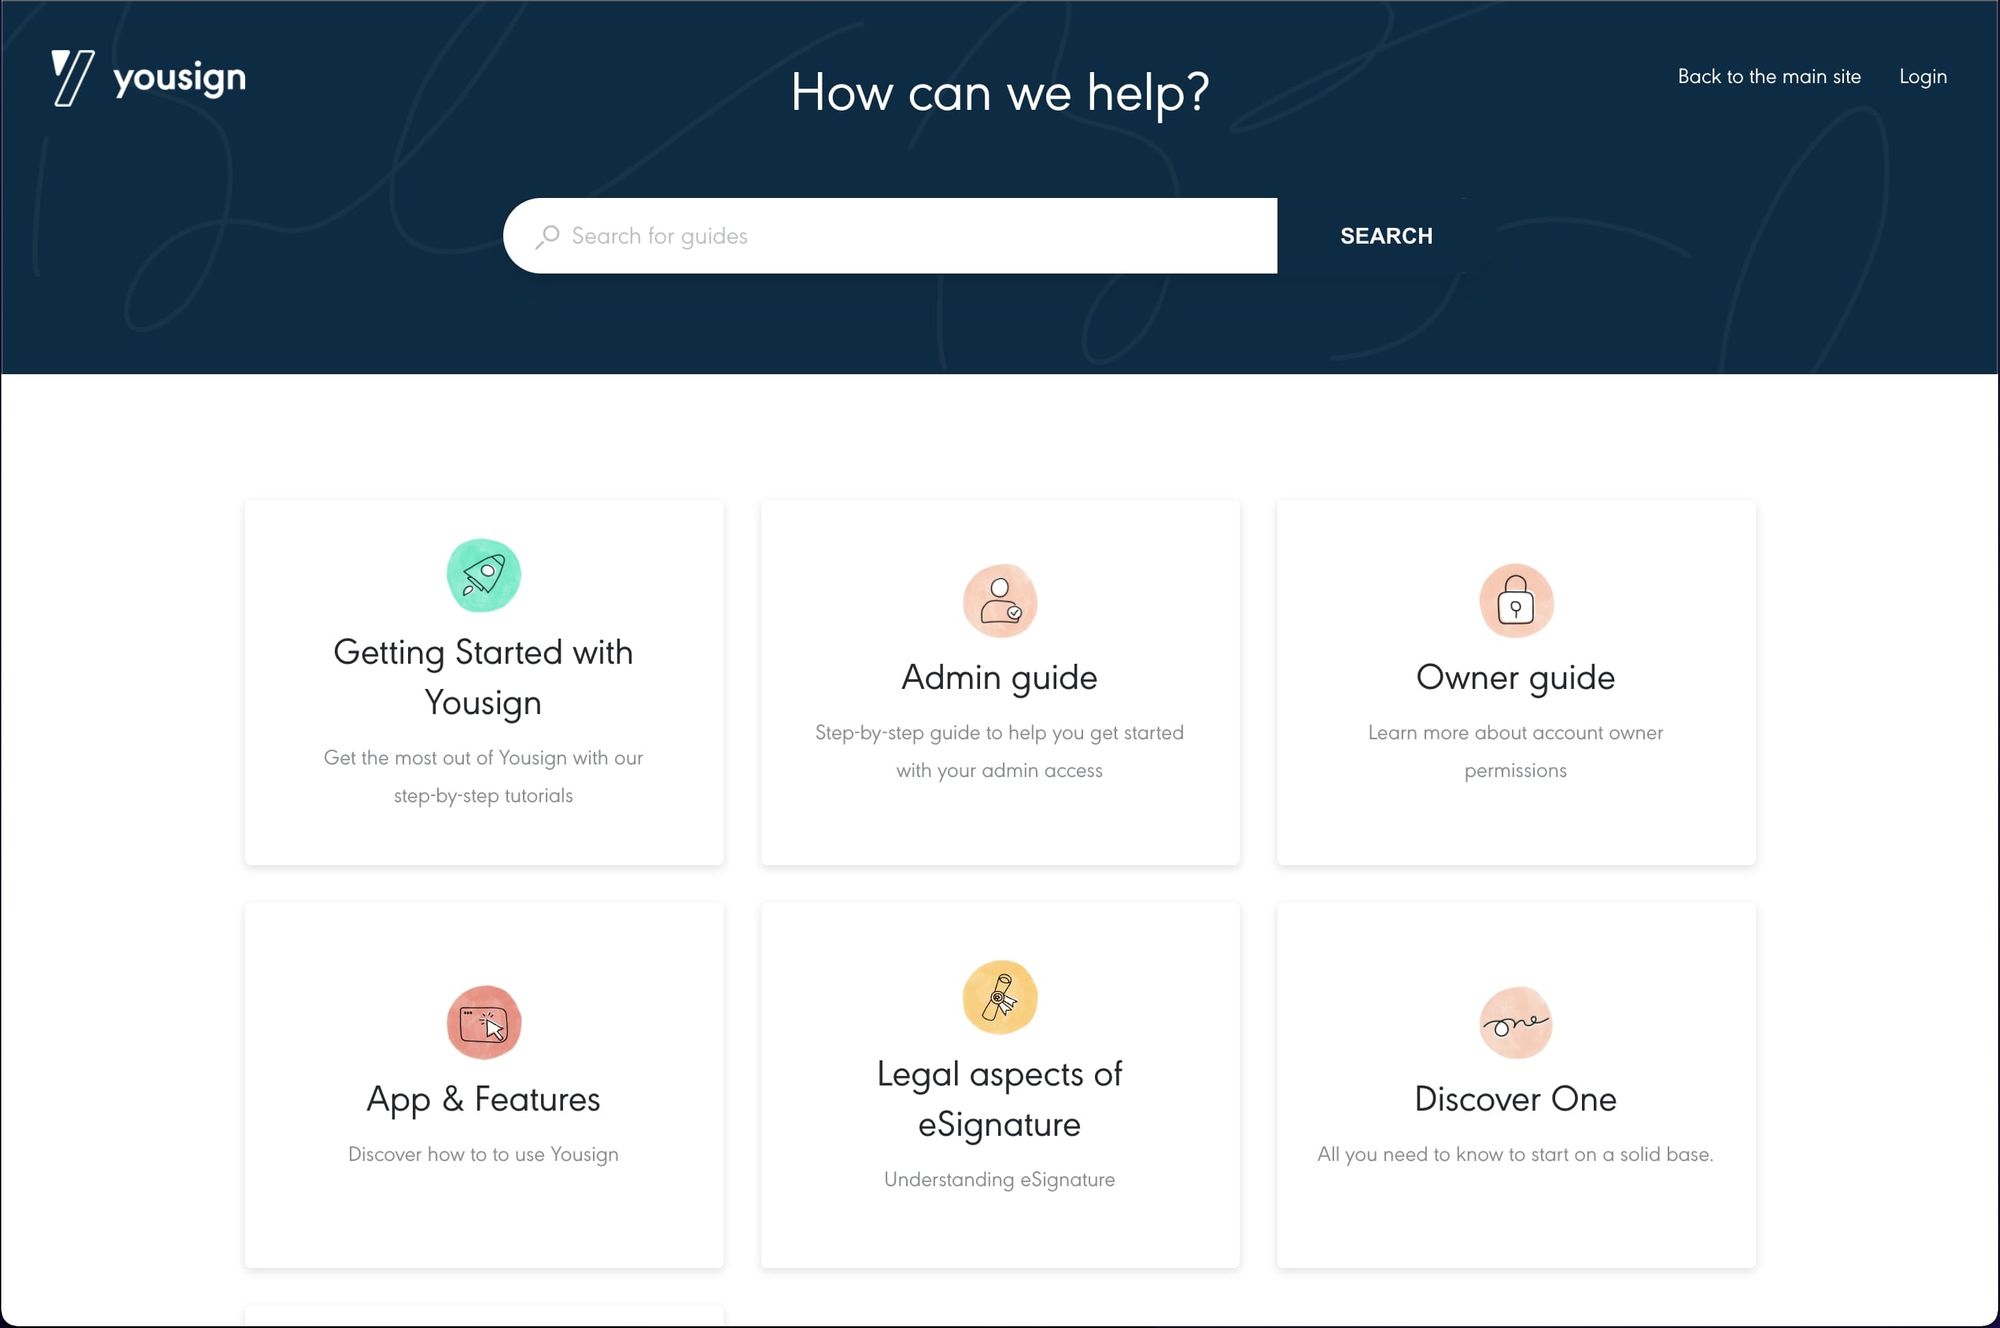 yousign
How can we help?
Back to the main site
Login
Search for guides
SEARCH
Getting Started with
Yousign
Get the most out of Yousign with our
step-by-step tutorials
Admin guide
Step-by-step guide to help you get started
with your admin access
Owner guide
Learn more about account owner
permissions
App & Features
Discover how to to use Yousign
Legal aspects of
eSignature
Understanding eSignature
one
Discover One
All you need to know to start on a solid base.